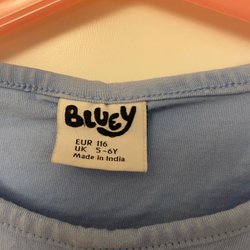 BLUEY
EUR 116
UK 5-6Y
Made in India